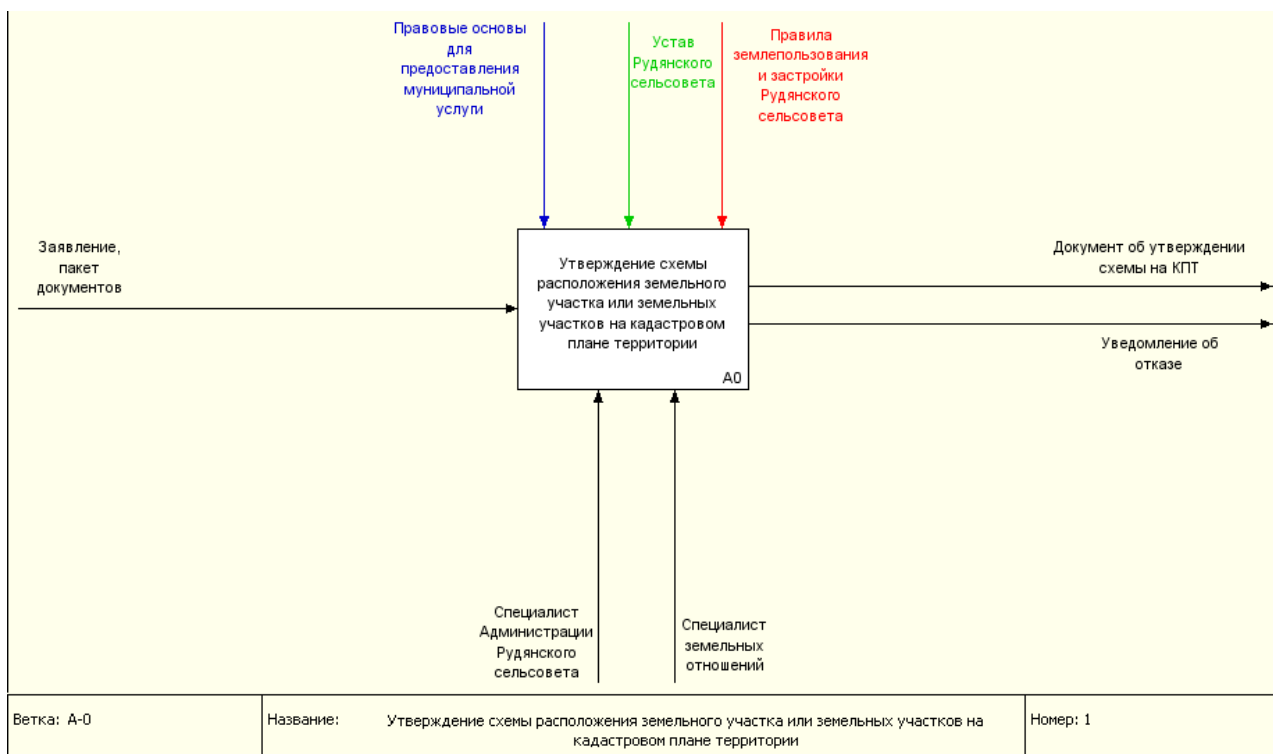 Правовые основы
для
предоставления
муниципальной
услуги
Устав
Рудянского
сельсовета
Правила
землепользования
и застройки
Рудянского
сельсовета
Заявление,
пакет
документов
Утверждение схемы
расположения земельного
участка или земельных
участков на кадастровом
плане территории
A0
Документ об утверждении
схемы на КПТ
Уведомление об
отказе
Специалист
Администрации
Рудянского
сельсовета
Специалист
земельных
отношений
Ветка: A-0
Название:
Утверждение схемы расположения земельного участка или земельных участков на
кадастровом плане территории
Номер: 1